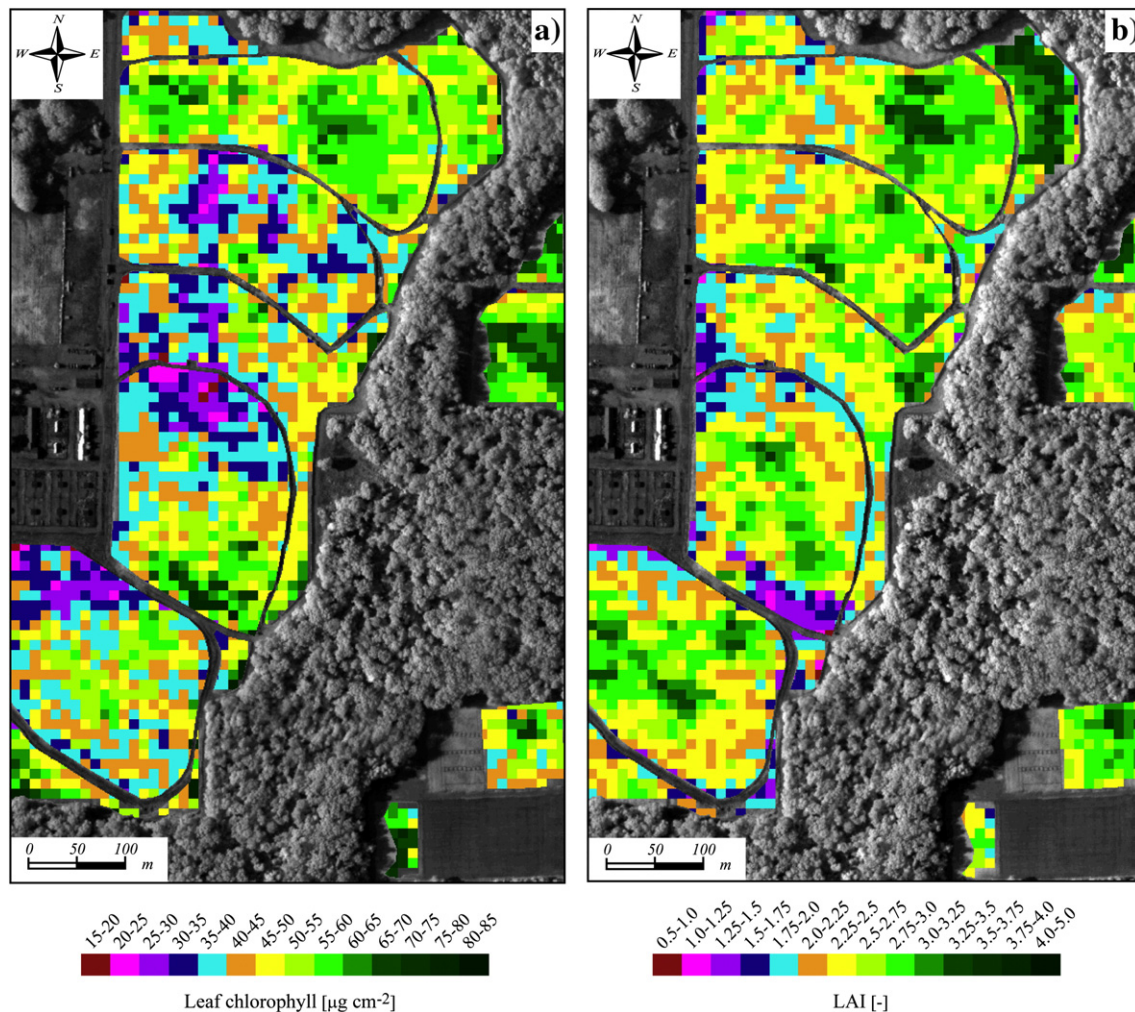 a)
N
W E
S
0 50 100
m
b)
N
W E
S
0 50 100
m
15-20 20-25 25-30 30-35 35-40 40-45 45-50 50-55 55-60 60-65 65-70 70-75 75-80 80-85
Leaf chlorophyll [µg cm-2]
0.5-1.0 1.0-1.25 1.25-1.5 1.5-1.75 1.75-2.0 2.0-2.25 2.25-2.5 2.5-2.75 2.75-3.0 3.0-3.25 3.25-3.5 3.5-3.75 3.75-4.0 4.0-5.0
LAI [-]